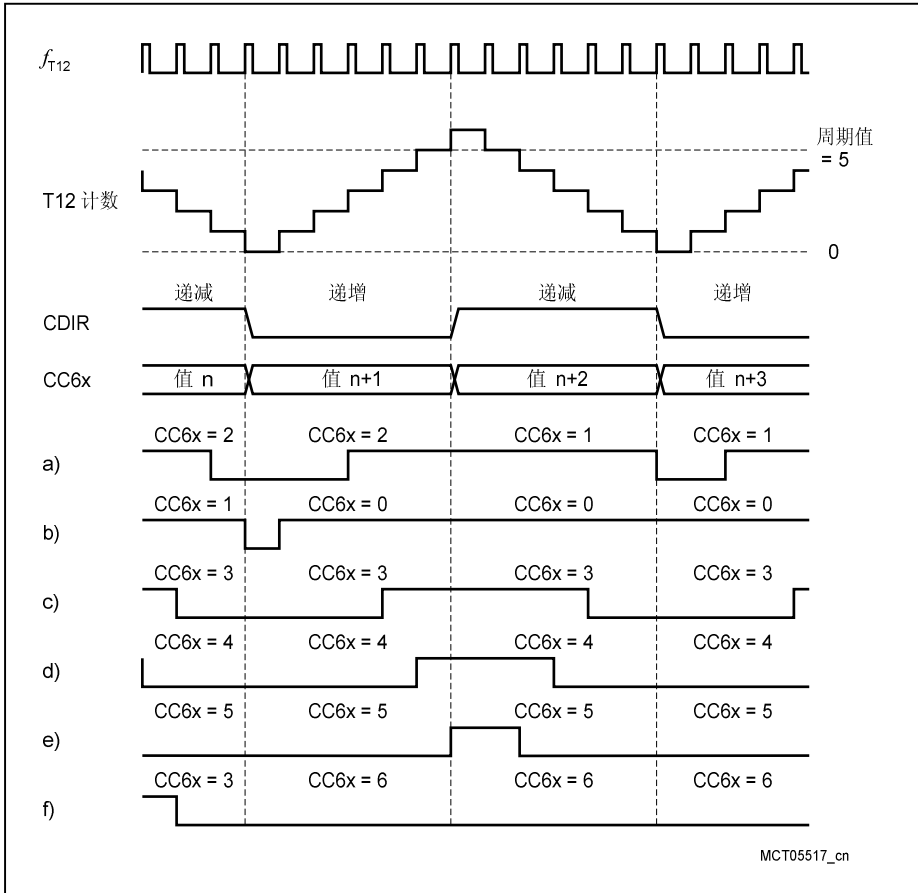 fT12
周期值
= 5
T12 计数
0
递减 递增 递减 递增
CDIR
CC6x 值 n 值 n+1 值 n+2 值 n+3
CC6x = 2 CC6x = 2 CC6x = 1 CC6x = 1
a)
CC6x = 1 CC6x = 0 CC6x = 0 CC6x = 0
b)
CC6x = 3 CC6x = 3 CC6x = 3 CC6x = 3
c)
CC6x = 4 CC6x = 4 CC6x = 4 CC6x = 4
d)
CC6x = 5 CC6x = 5 CC6x = 5 CC6x = 5
e)
CC6x = 3 CC6x = 6 CC6x = 6 CC6x = 6
f)
MCT05517_cn